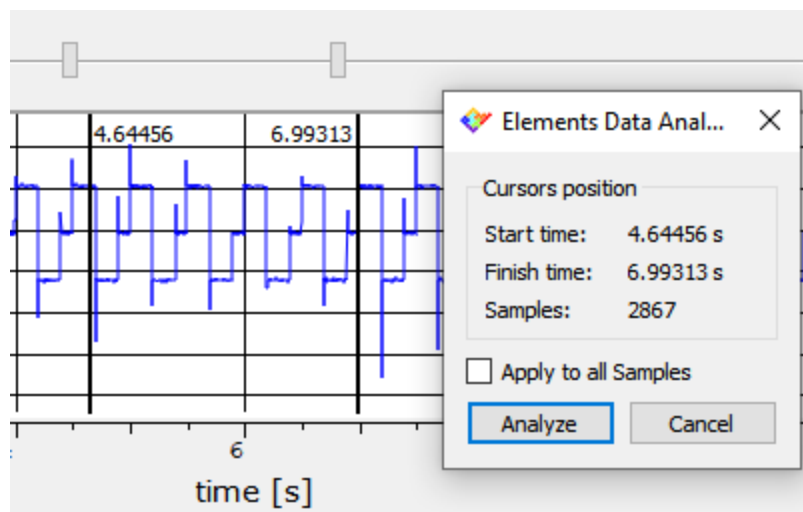 4.64456
6.99313
6
time [s]
Elements Data Anal...
Cursors position
Start time: 4.64456 s
Finish time: 6.99313 s
Samples: 2867
Apply to all Samples
Analyze
Cancel